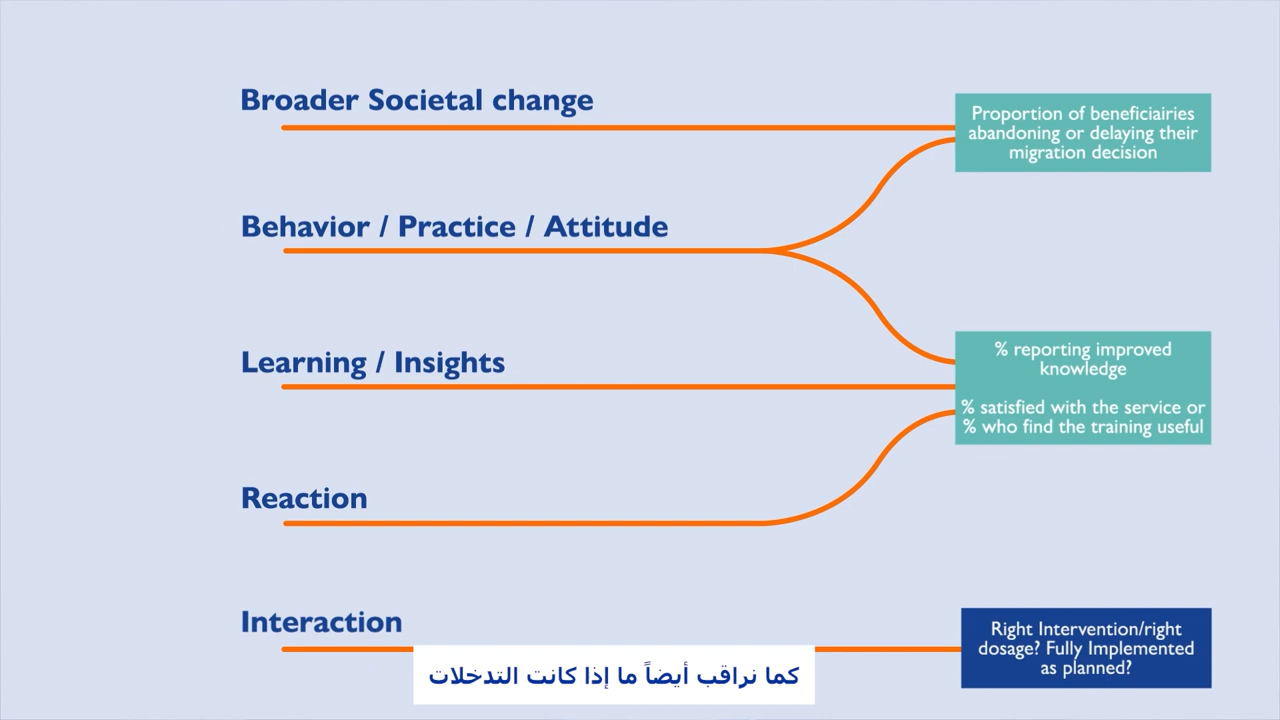 Broader Societal change
Proportion of beneficiairies
abandoning or delaying their
migration decision
Behavior / Practice / Attitude
Learning / Insights
% reporting improved
knowledge
% satisfied with the service or
% who find the training useful
Reaction
Interaction
Right Intervention/right
dosage? Fully Implemented
as planned?
كما نراقب أيضاً ما إذا كانت التدخلات